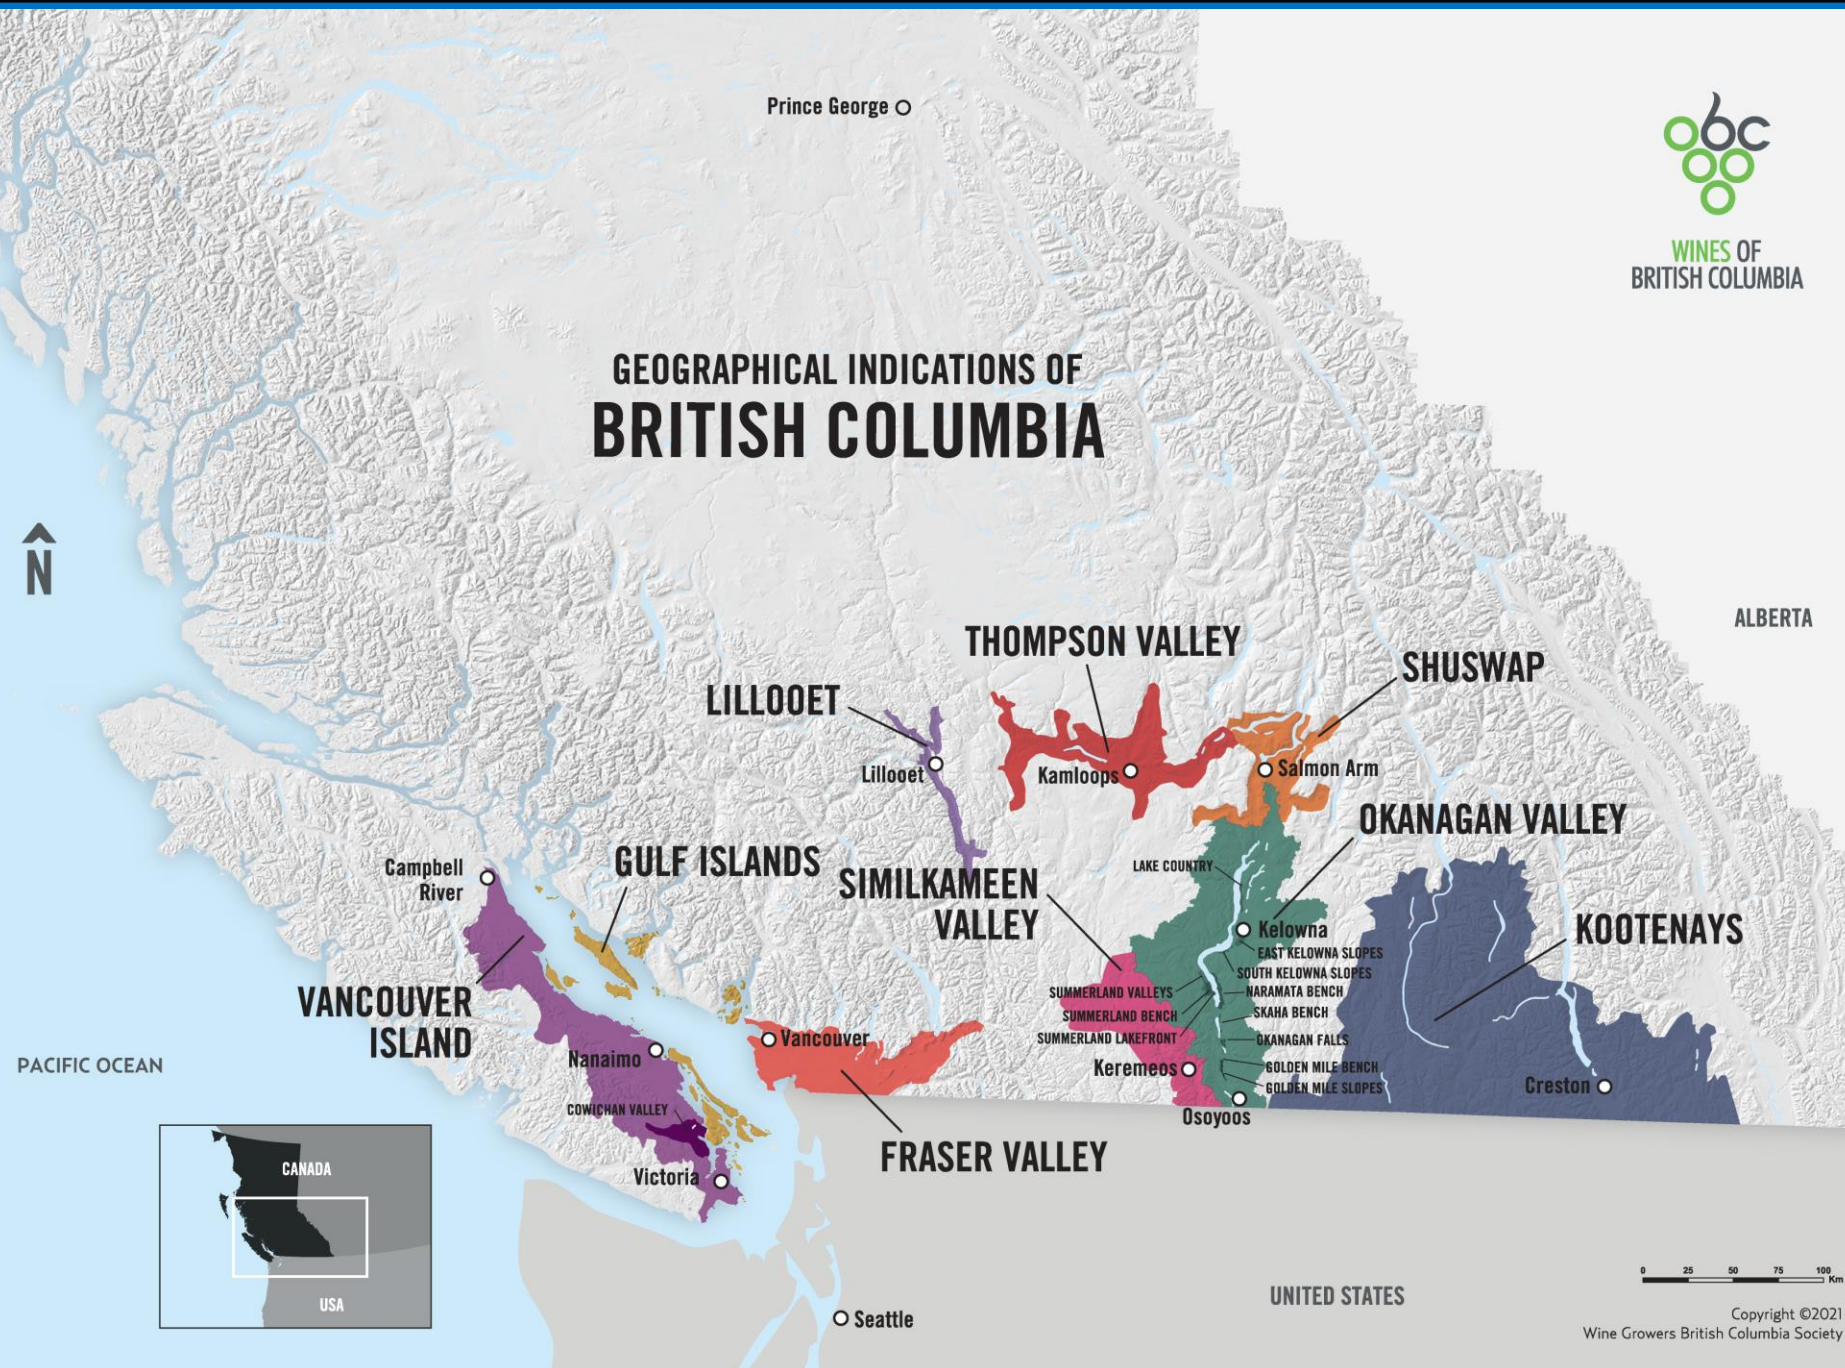 Prince George
obc
WINES OF
BRITISH COLUMBIA
GEOGRAPHICAL INDICATIONS OF
BRITISH COLUMBIA
N
ALBERTA
THOMPSON VALLEY
SHUSWAP
LILLOOET
Lillooet
Kamloops
Salmon Arm
OKANAGAN VALLEY
Campbell
River
GULF ISLANDS
SIMILKAMEEN
VALLEY
LAKE COUNTRY
KOOTENAYS
Kelowna
EAST KELOWNA SLOPES
SOUTH KELOWNA SLOPES
SUMMERLAND VALLEYS
NARAMATA BENCH
SUMMERLAND BENCH
SKAHA BENCH
SUMMERLAND LAKEFRONT
OKANAGAN FALLS
VANCOUVER
ISLAND
Vancouver
Nanaimo
PACIFIC OCEAN
Keremeos
GOLDEN MILE BENCH
GOLDEN MILE SLOPES
Creston
Osoyoos
COWICHAN VALLEY
FRASER VALLEY
Victoria
CANADA
USA
Seattle
UNITED STATES
0 25 50 75 100
Km
Copyright ©2021
Wine Growers British Columbia Society